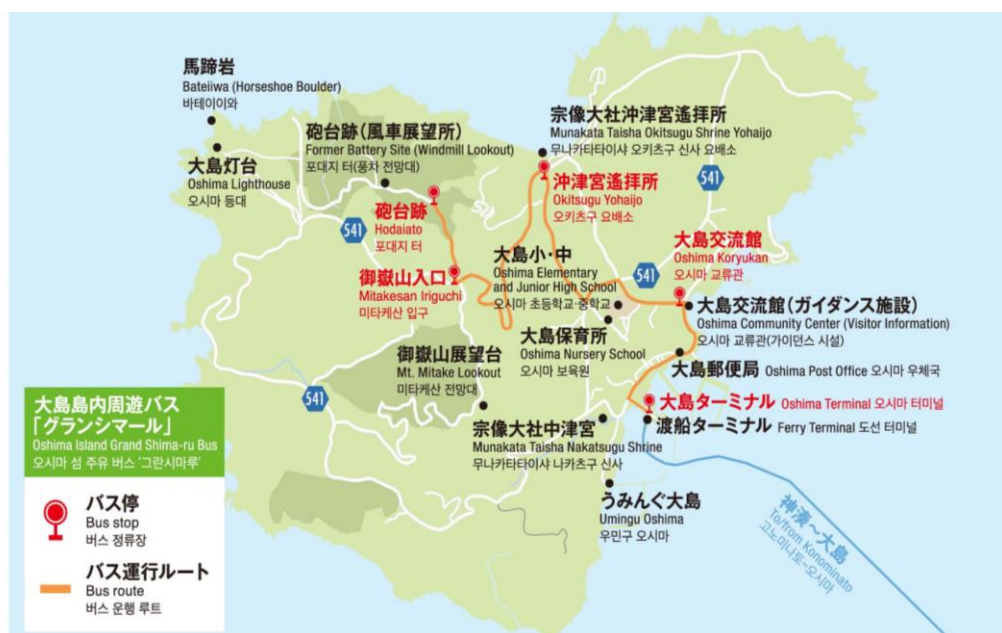 馬蹄岩
Bateiiwa (Horseshoe Boulder)
바테이이와
大島灯台
Oshima Lighthouse
오시마 등대
砲台跡(風車展望所)
Former Battery Site (Windmill Lookout)
포대지 터(풍차 전망대)
砲台跡
Hodaiato
포대지 터
541
御嶽山入口
Mitakesan Iriguchi
미타케산 입구
宗像大社沖津宮遙拝所
Munakata Taisha Okitsugu Shrine Yohaijo
무나카타타이샤 오키츠구 신사 요배소
沖津宮遙拝所
Okitsugu Yohaijo
오키츠구 요배소
541
大島交流館
Oshima Koryukan
오시마 교류관
大島小・中
Oshima Elementary
and Junior High School
오시마 초등학교·중학교
541
大島交流館(ガイダンス施設)
Oshima Community Center (Visitor Information)
오시마 교류관(가이던스 시설)
大島保育所
Oshima Nursery School
오시마 보육원
大島郵便局 Oshima Post Office 오시마 우체국
御嶽山展望台
Mt. Mitake Lookout
미타케산 전망대
541
大島ターミナル Oshima Terminal 오시마 터미널
渡船ターミナル Ferry Terminal 도선 터미널
宗像大社中津宮
Munakata Taisha Nakatsugu Shrine
무나카타타이샤 나카츠구 신사
うみんぐ大島
Umingu Oshima
우민구 오시마
神湊~大島
To/from Konominato
고노미나토~오시마
大島島内周遊バス
「グランシマール」
Oshima Island Grand Shima-ru Bus
오시마 섬 주유 버스 '그란시마루'
バス停
Bus stop
버스 정류장
バス運行ルート
Bus route
버스 운행 루트